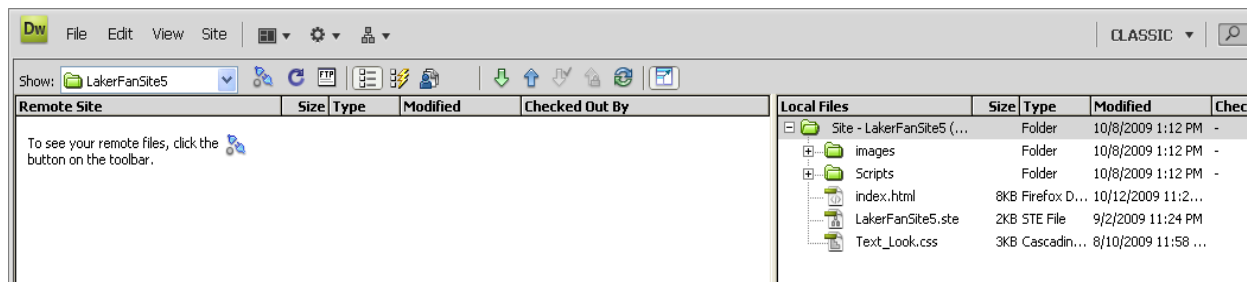 Dw File Edit View Site CLASSIC
Show: LakerFanSite5 FTP
Remote Site Size Type Modified Checked Out By
To see your remote files, click the
button on the toolbar.
Local Files Size Type Modified Chec
Site - LakerFanSite5 (... Folder 10/8/2009 1:12 PM -
images Folder 10/8/2009 1:12 PM -
Scripts Folder 10/8/2009 1:12 PM -
index.html 8KB Firefox D... 10/12/2009 11:2...
LakerFanSite5.ste 2KB STE File 9/2/2009 11:24 PM
Text_Look.css 3KB Cascadin... 8/10/2009 11:58 ...